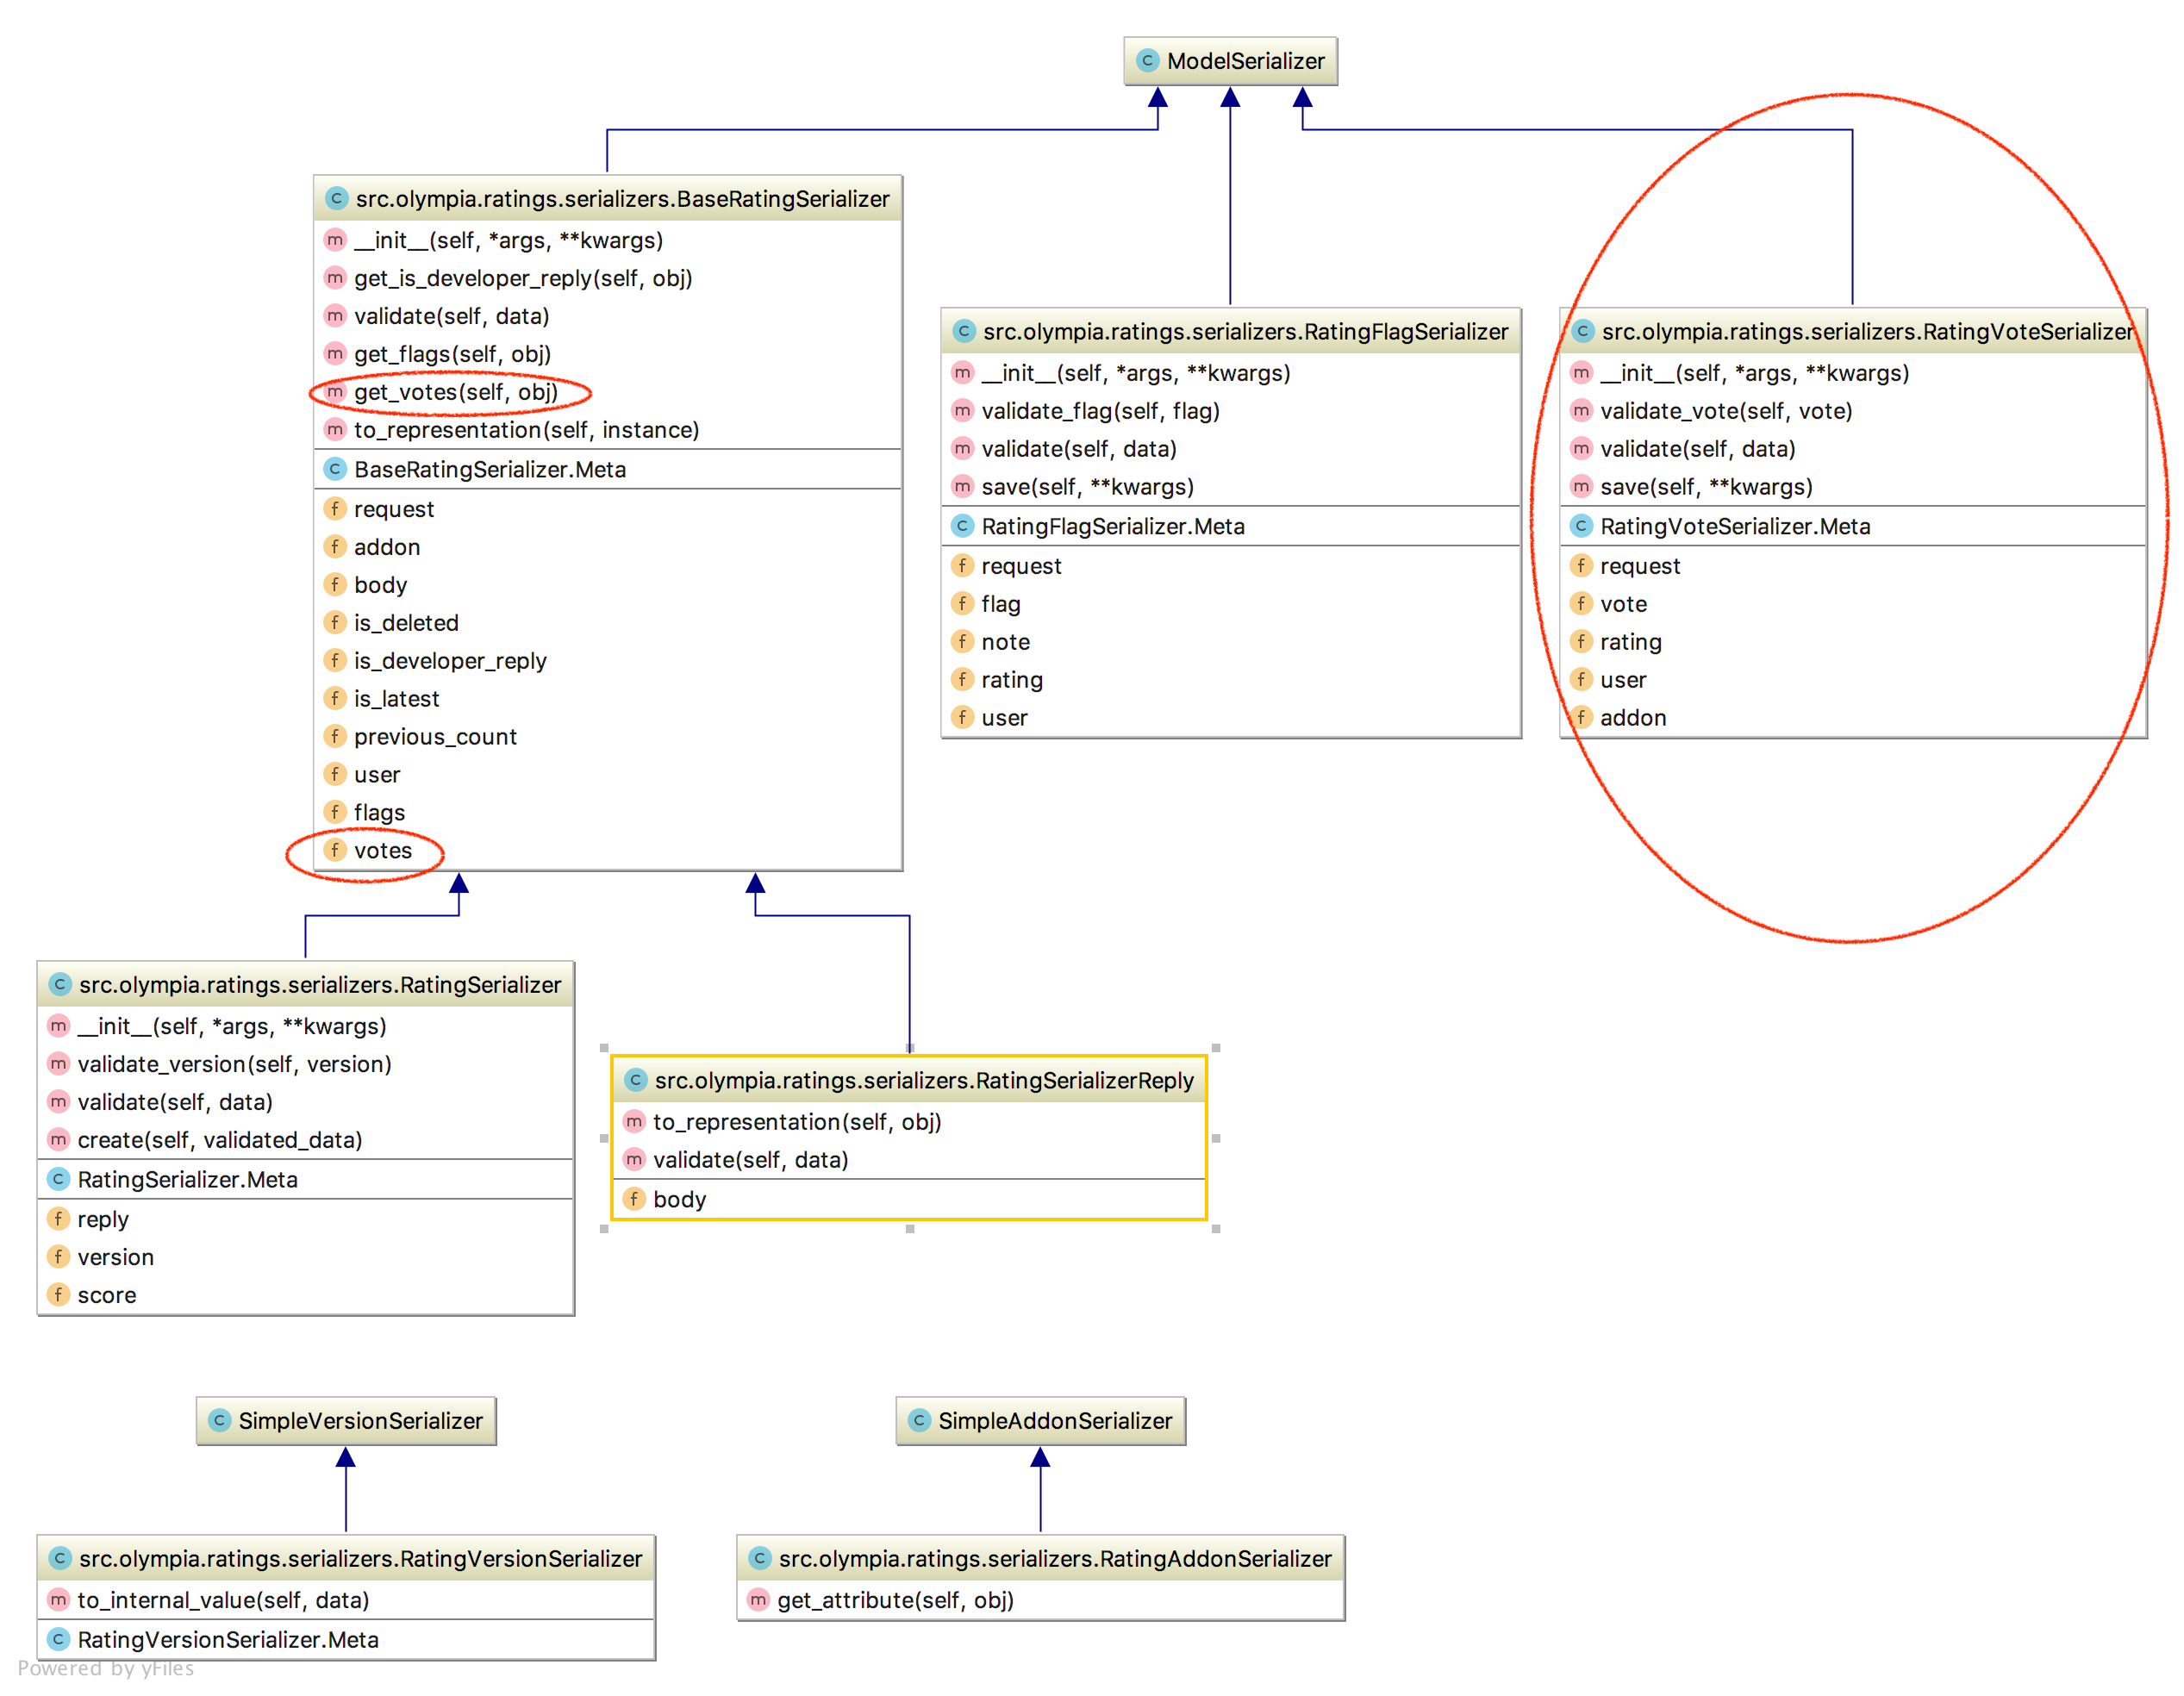 ModelSerializer
src.olympia.ratings.serializers.BaseRatingSerializer
__init__(self, *args, **kwargs)
get_is_developer_reply(self, obj)
validate(self, data)
get_flags(self, obj)
get_votes(self, obj)
to_representation(self, instance)
BaseRatingSerializer.Meta
request
addon
body
is_deleted
is_developer_reply
is_latest
previous_count
user
flags
votes
src.olympia.ratings.serializers.RatingFlagSerializer
__init__(self, *args, **kwargs)
validate_flag(self, flag)
validate(self, data)
save(self, **kwargs)
RatingFlagSerializer.Meta
request
flag
note
rating
user
src.olympia.ratings.serializers.RatingVoteSerializer
__init__(self, *args, **kwargs)
validate_vote(self, vote)
validate(self, data)
save(self, **kwargs)
RatingVoteSerializer.Meta
request
vote
rating
user
addon
src.olympia.ratings.serializers.RatingSerializer
__init__(self, *args, **kwargs)
validate_version(self, version)
validate(self, data)
create(self, validated_data)
RatingSerializer.Meta
reply
version
score
src.olympia.ratings.serializers.RatingSerializerReply
to_representation(self, obj)
validate(self, data)
body
SimpleVersionSerializer
SimpleAddonSerializer
src.olympia.ratings.serializers.RatingVersionSerializer
to_internal_value(self, data)
RatingVersionSerializer.Meta
src.olympia.ratings.serializers.RatingAddonSerializer
get_attribute(self, obj)
Powered by yFiles